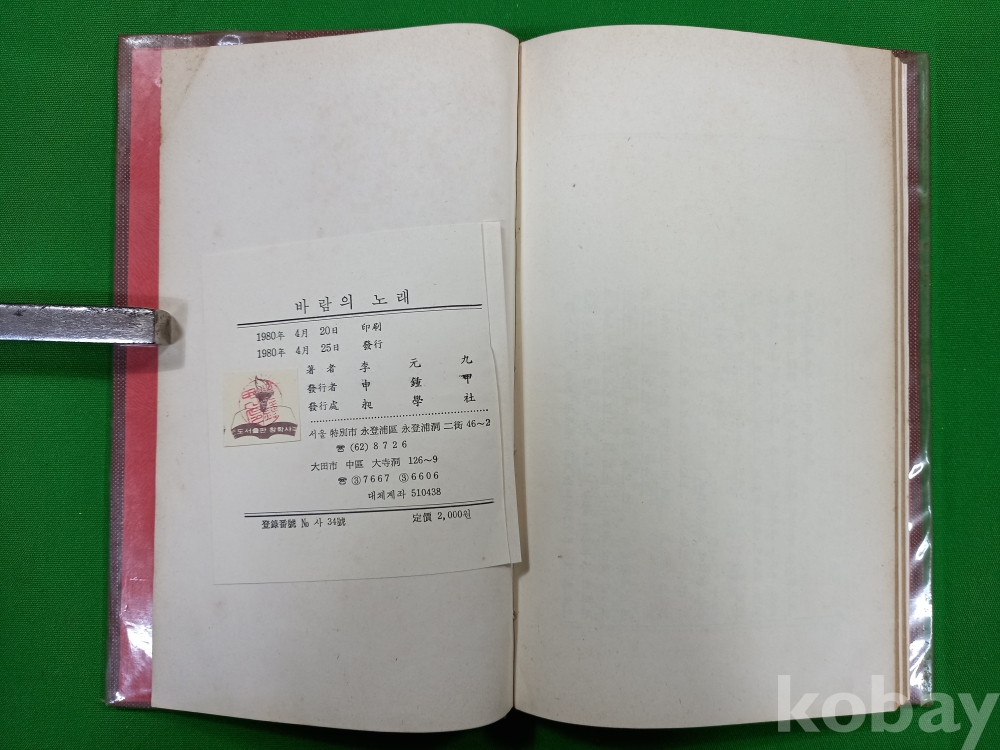 바람의 노래
1980年 4月 20日 印刷
1980年 4月 25日 發行
著者 李元九
發行者 申鍾甲
發行處 昶學社
도서출판 창학사
서울 特別市 永登浦區 永登浦洞 二街 46~2
☎ (62) 8726
大田市 中區 大寺洞 126~9
☎ ③7667 ⑤6606
대체계좌 510438
登錄番號 № 사 34號 定價 2,000원
kobay